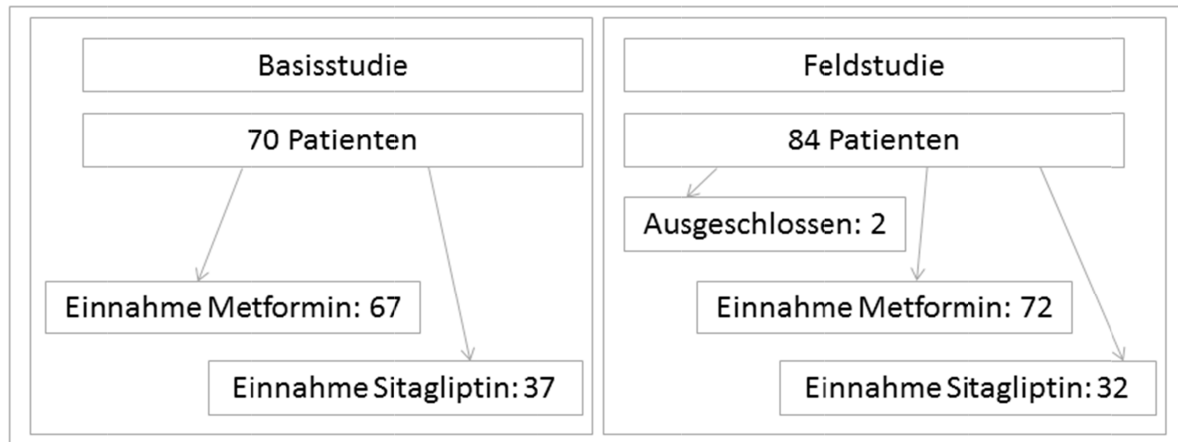 Basisstudie
70 Patienten
Einnahme Metformin: 67
Einnahme Sitagliptin: 37
Feldstudie
84 Patienten
Ausgeschlossen: 2
Einnahme Metformin: 72
Einnahme Sitagliptin: 32